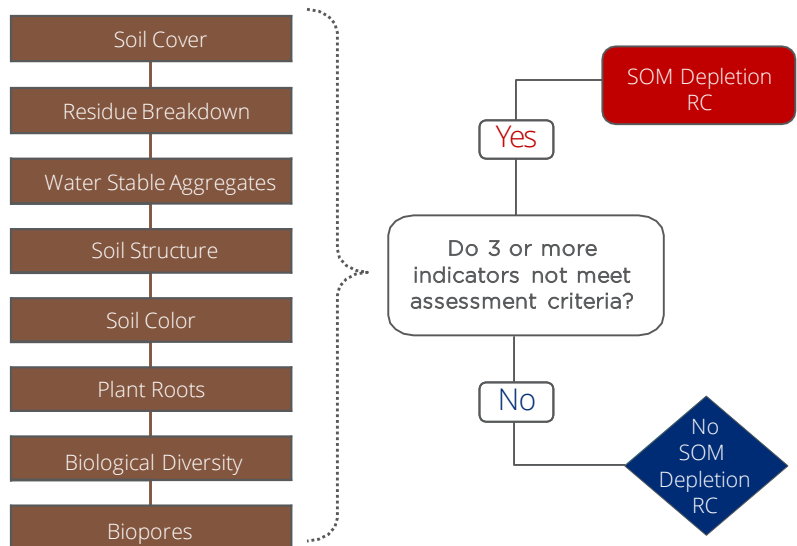 Soil Cover
Residue Breakdown
Water Stable Aggregates
Soil Structure
Soil Color
Plant Roots
Biological Diversity
Biopores
SOM Depletion
RC
Yes
Do 3 or more
indicators not meet
assessment criteria?
No
No
SOM
Depletion
RC